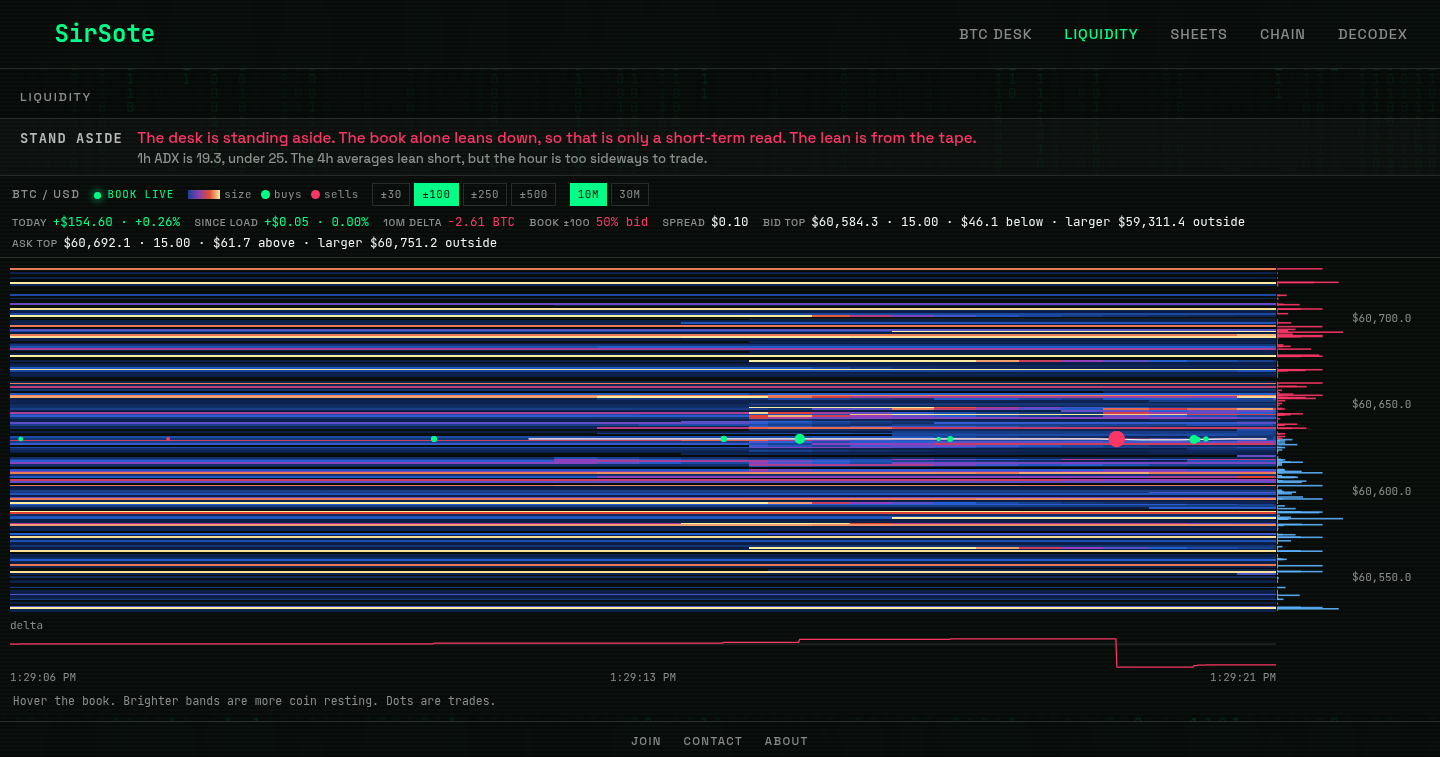 SirSote
BTC DESK LIQUIDITY SHEETS CHAIN DECODEX
LIQUIDITY
STAND ASIDE The desk is standing aside. The book alone leans down, so that is only a short-term read. The lean is from the tape.
1h ADX is 19.3, under 25. The 4h averages lean short, but the hour is too sideways to trade.
BTC / USD BOOK LIVE size buys sells ±30 ±100 ±250 ±500 10M 30M
TODAY +$154.60 · +0.26% SINCE LOAD +$0.05 · 0.00% 10M DELTA -2.61 BTC BOOK ±100 50% bid SPREAD $0.10 BID TOP $60,584.3 · 15.00 · $46.1 below · larger $59,311.4 outside
ASK TOP $60,692.1 · 15.00 · $61.7 above · larger $60,751.2 outside
$60,700.0
$60,650.0
$60,600.0
$60,550.0
delta
1:29:06 PM 1:29:13 PM 1:29:21 PM
Hover the book. Brighter bands are more coin resting. Dots are trades.
JOIN CONTACT ABOUT